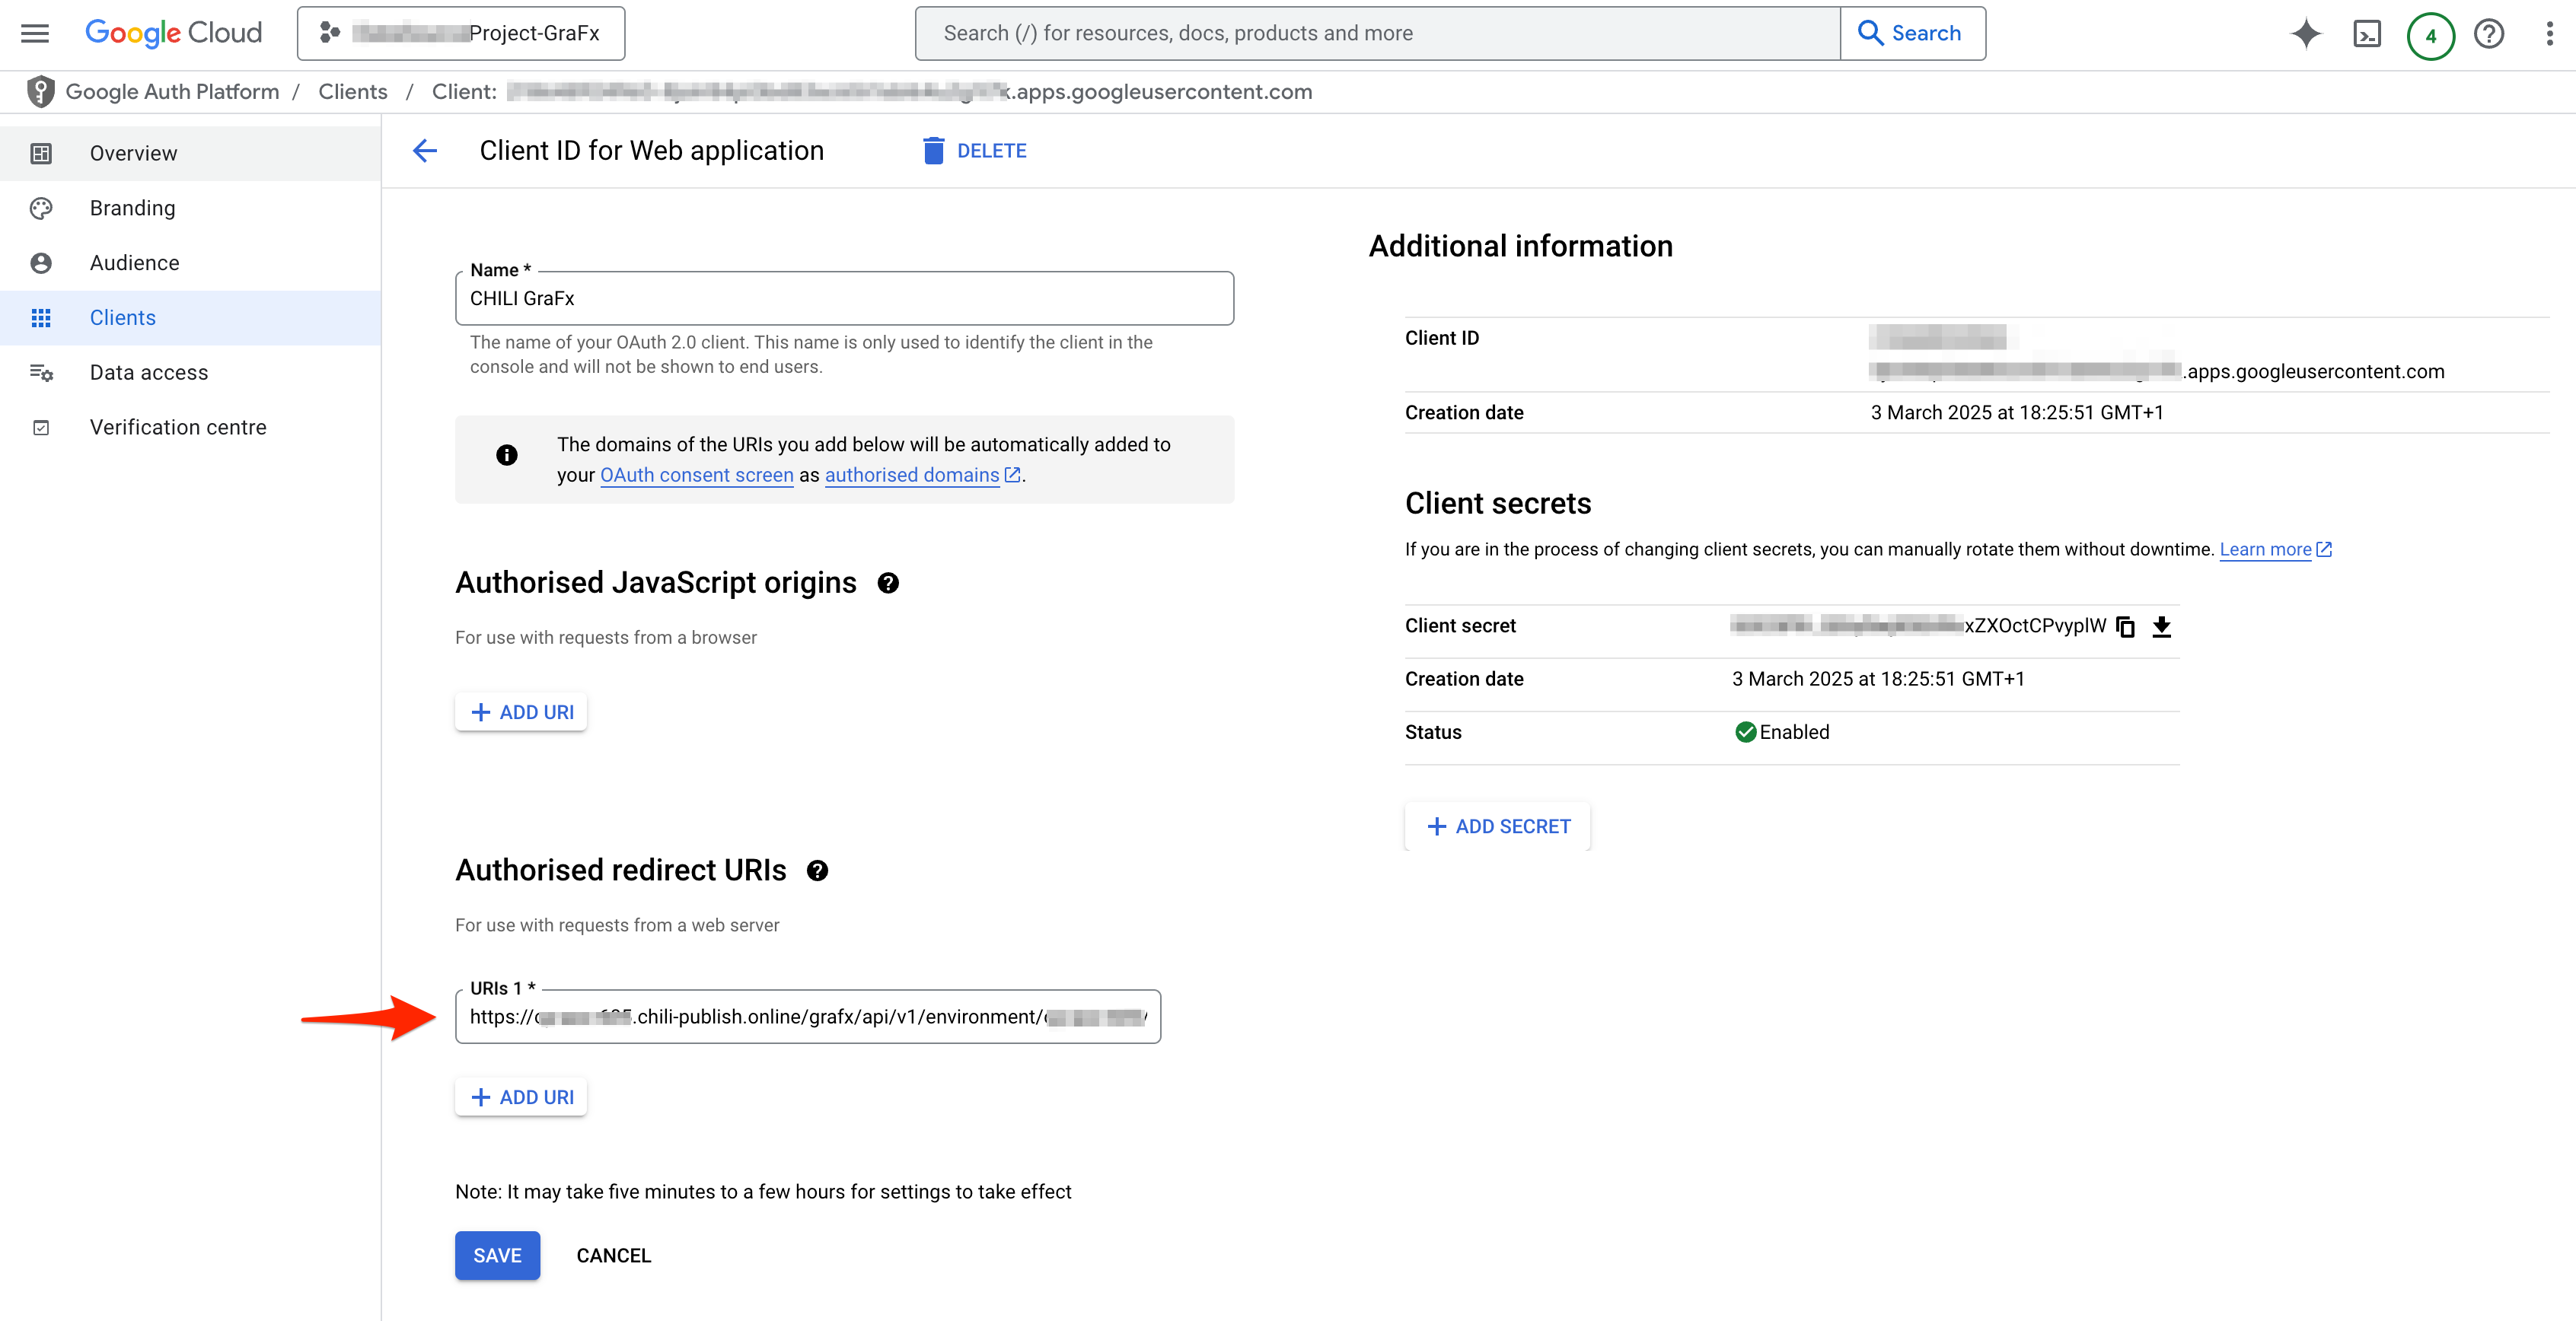 Google Cloud
Project-GraFx
Search (/) for resources, docs, products and more
Search
4
Google Auth Platform / Clients / Client: .apps.googleusercontent.com
Overview
Branding
Audience
Clients
Data access
Verification centre
Client ID for Web application
DELETE
Name *
CHILI GraFx
The name of your OAuth 2.0 client. This name is only used to identify the client in the
console and will not be shown to end users.
The domains of the URIs you add below will be automatically added to
your OAuth consent screen as authorised domains.
Authorised JavaScript origins
For use with requests from a browser
+ ADD URI
Authorised redirect URIs
For use with requests from a web server
URIs 1 *
https:// .chili-publish.online/grafx/api/v1/environment/
+ ADD URI
Note: It may take five minutes to a few hours for settings to take effect
SAVE
CANCEL
Additional information
Client ID
.apps.googleusercontent.com
Creation date
3 March 2025 at 18:25:51 GMT+1
Client secrets
If you are in the process of changing client secrets, you can manually rotate them without downtime. Learn more
Client secret
xZXOctCPvyplW
Creation date
3 March 2025 at 18:25:51 GMT+1
Status
Enabled
+ ADD SECRET